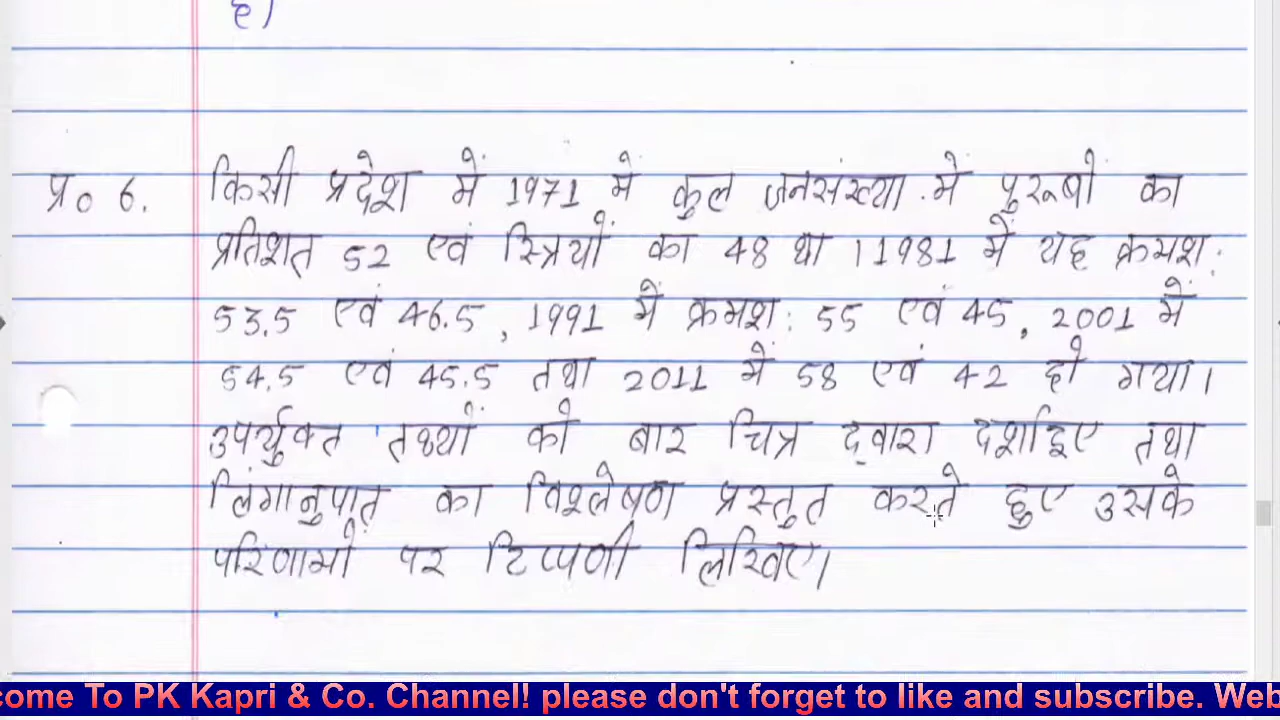 है)
प्र० 6. किसी प्रदेश में 1971 में कुल जनसंख्या में पुरूषों का
प्रतिशत 52 एवं स्त्रियों का 48 था । 1981 में यह क्रमश:
53.5 एवं 46.5, 1991 में क्रमश: 55 एवं 45, 2001 में
54.5 एवं 45.5 तथा 2011 में 58 एवं 42 हो गया।
उपर्युक्त तथ्यों को बार चित्र द्वारा दर्शाइए तथा
लिंगानुपात का विश्लेषण प्रस्तुत करते हुए उसके
परिणामों पर टिप्पणी लिखिए।
come To PK Kapri & Co. Channel! please don't forget to like and subscribe. Web